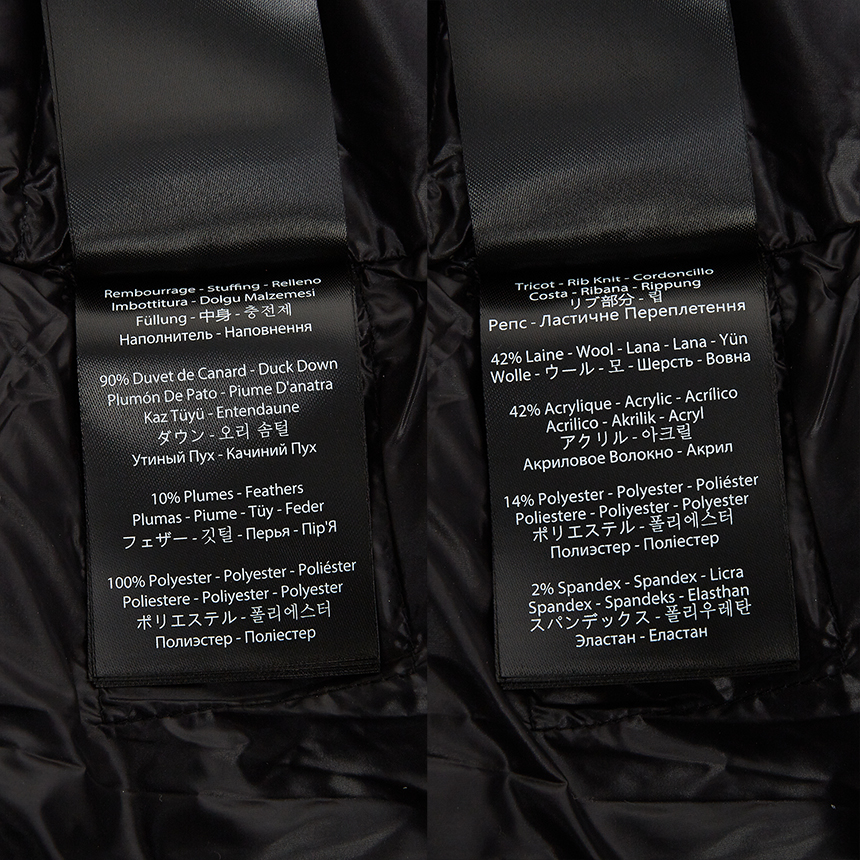 Rembourrage - Stuffing - Relleno
Imbottitura - Dolgu Malzemesi
Füllung - 中身 - 충전제
Наполнитель - Наповнення
90% Duvet de Canard - Duck Down
Plumón De Pato - Piume D'anatra
Kaz Tüyü - Entendaune
ダウン - 오리 솜털
Утиный Пух - Качиний Пух
10% Plumes - Feathers
Plumas - Piume - Tüy - Feder
フェザー - 깃털 - Перья - Пір'Я
100% Polyester - Polyester - Poliéster
Poliestere - Poliyester - Polyester
ポリエステル - 폴리에스터
Полиэстер - Поліестер
Tricot - Rib Knit - Cordoncillo
Costa - Ribana - Rippung
リブ部分 - 립
Репс - Ластичне Переплетення
42% Laine - Wool - Lana - Lana - Yün
Wolle - ウール - 모 - Шерсть - Вовна
42% Acrylique - Acrylic - Acrílico
Acrilico - Akrilik - Acryl
アクリル - 아크릴
Акриловое Волокно - Акрил
14% Polyester - Polyester - Poliéster
Poliestere - Poliyester - Polyester
ポリエステル - 폴리에스터
Полиэстер - Поліестер
2% Spandex - Spandex - Licra
Spandex - Spandeks - Elasthan
スパンデックス - 폴리우레탄
Эластан - Еластан